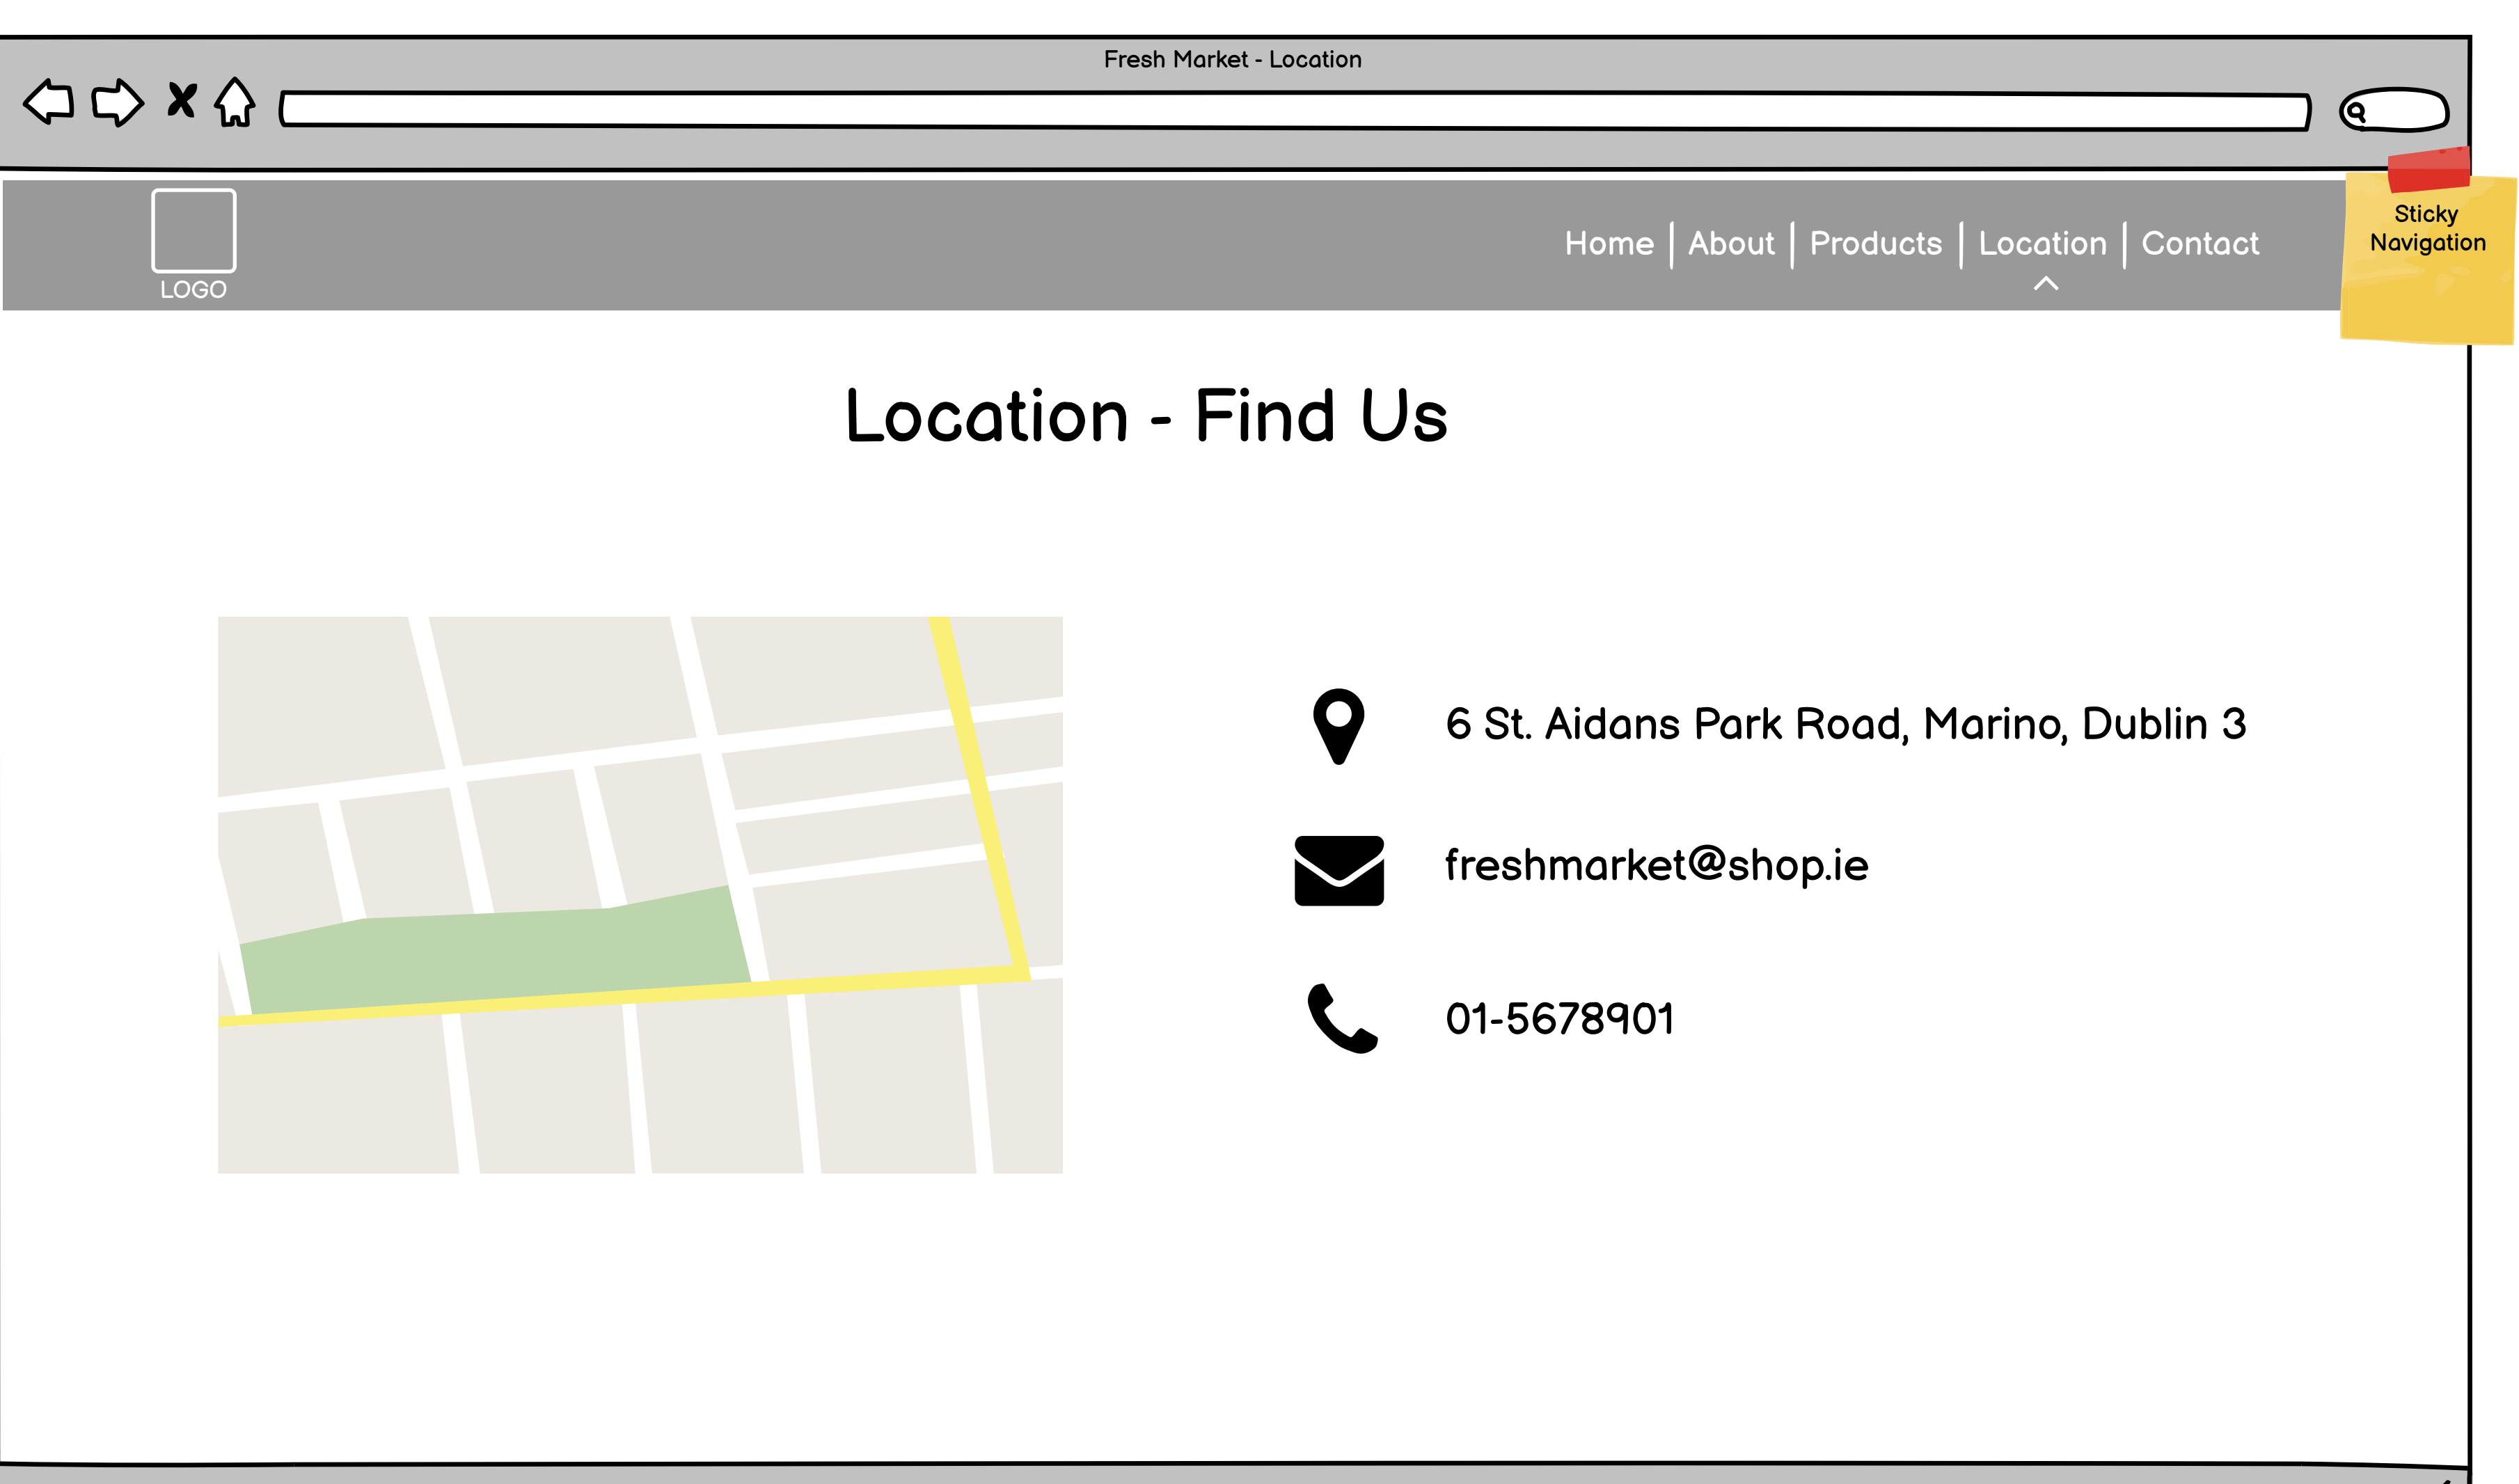 Fresh Market - Location
LOGO
Home | About | Products | Location | Contact
Sticky
Navigation
Location - Find Us
6 St. Aidans Park Road, Marino, Dublin 3
freshmarket@shop.ie
01-5678901